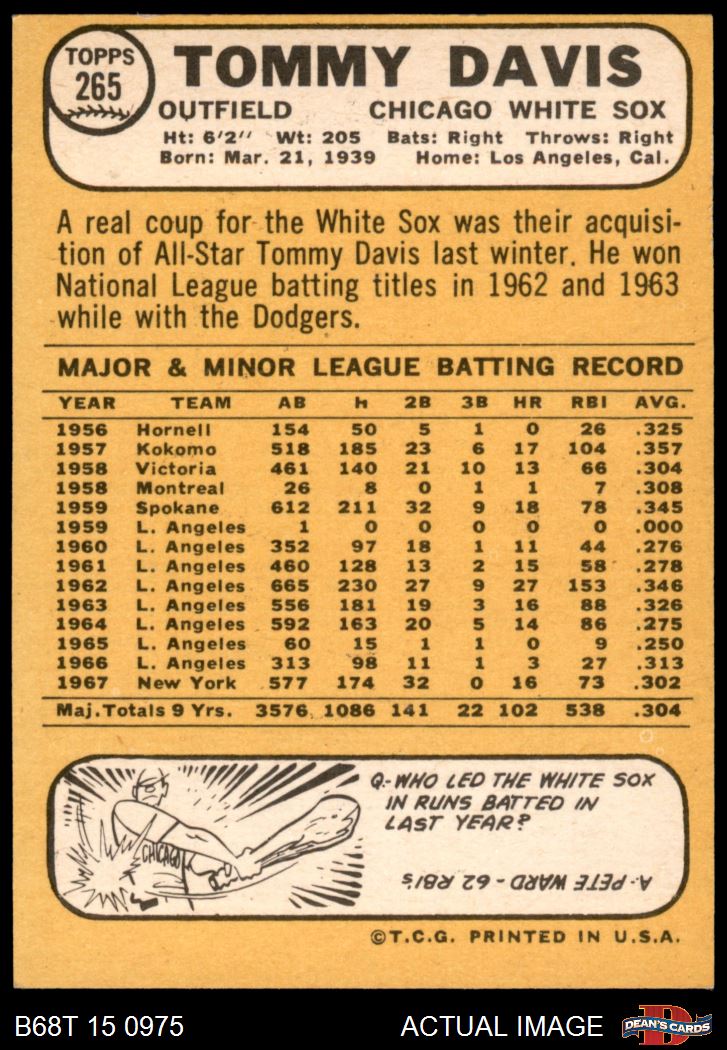 TOPPS
265
TOMMY DAVIS
OUTFIELD CHICAGO WHITE SOX
Ht: 6'2" Wt: 205 Bats: Right Throws: Right
Born: Mar. 21, 1939 Home: Los Angeles, Cal.
A real coup for the White Sox was their acquisi-
tion of All-Star Tommy Davis last winter. He won
National League batting titles in 1962 and 1963
while with the Dodgers.
MAJOR & MINOR LEAGUE BATTING RECORD
YEAR TEAM AB h 2B 3B HR RBI AVG.
1956 Hornell 154 50 5 1 0 26 .325
1957 Kokomo 518 185 23 6 17 104 .357
1958 Victoria 461 140 21 10 13 66 .304
1958 Montreal 26 8 0 1 1 7 .308
1959 Spokane 612 211 32 9 18 78 .345
1959 L. Angeles 1 0 0 0 0 0 .000
1960 L. Angeles 352 97 18 1 11 44 .276
1961 L. Angeles 460 128 13 2 15 58 .278
1962 L. Angeles 665 230 27 9 27 153 .346
1963 L. Angeles 556 181 19 3 16 88 .326
1964 L. Angeles 592 163 20 5 14 86 .275
1965 L. Angeles 60 15 1 1 0 9 .250
1966 L. Angeles 313 98 11 1 3 27 .313
1967 New York 577 174 32 0 16 73 .302
Maj. Totals 9 Yrs. 3576 1086 141 22 102 538 .304
CHICAGO
Q.-WHO LED THE WHITE SOX
IN RUNS BATTED IN
LAST YEAR?
A.-PETE WARD - 62 RBI's
©T.C.G. PRINTED IN U.S.A.
B68T 15 0975 ACTUAL IMAGE D DEAN'S CARDS